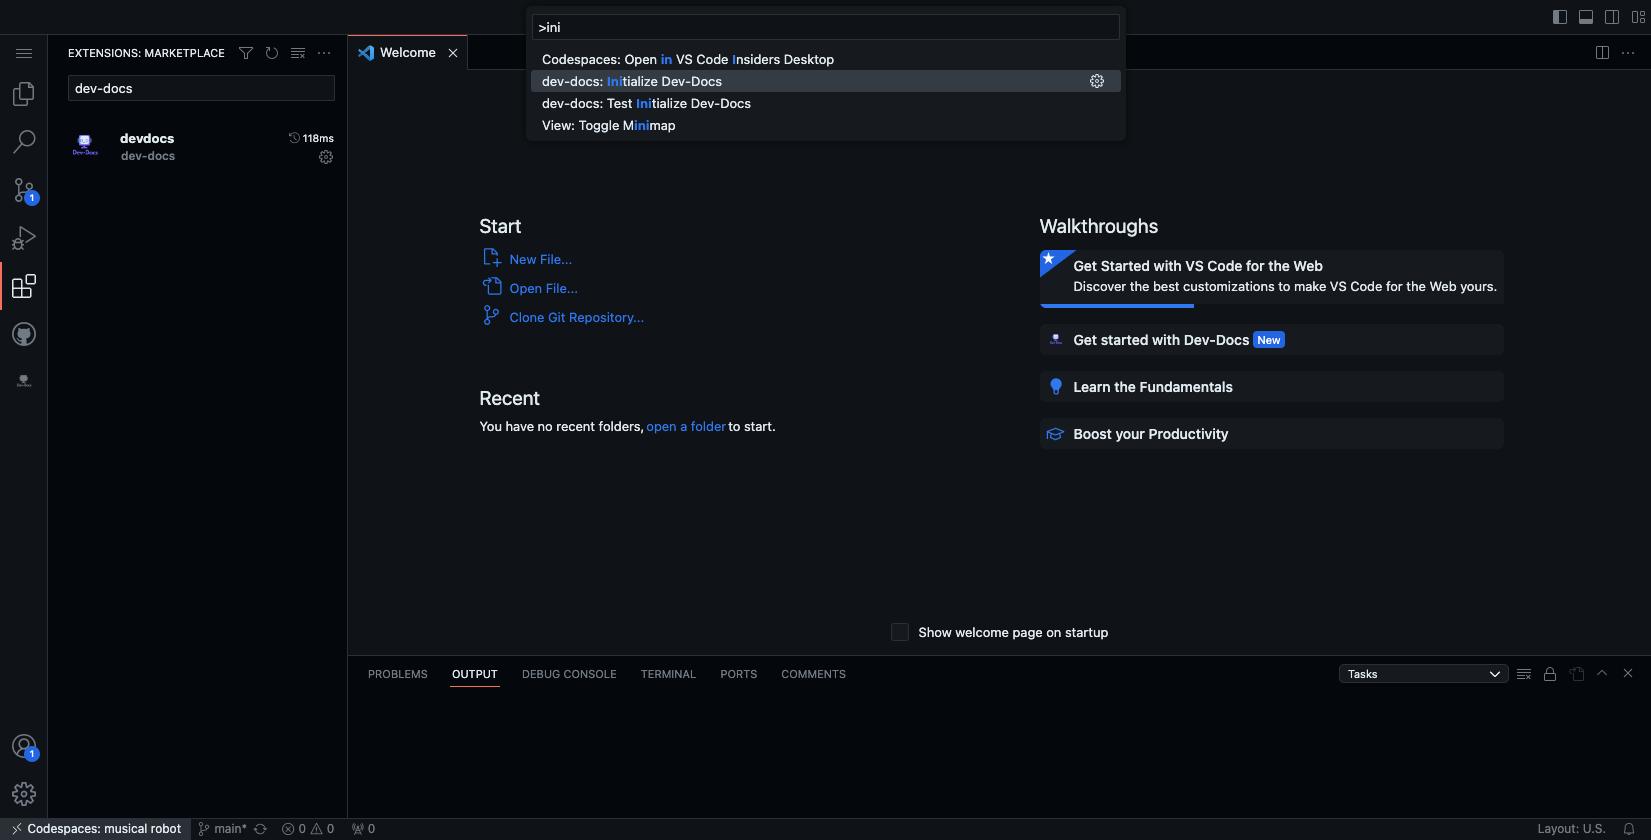 >ini
Codespaces: Open in VS Code Insiders Desktop
dev-docs: Initialize Dev-Docs
dev-docs: Test Initialize Dev-Docs
View: Toggle Minimap
EXTENSIONS: MARKETPLACE
dev-docs
Dev-Docs
devdocs
118ms
dev-docs
1
1
Welcome
Start
New File...
Open File...
Clone Git Repository...
Recent
You have no recent folders, open a folder to start.
Walkthroughs
Get Started with VS Code for the Web
Discover the best customizations to make VS Code for the Web yours.
Get started with Dev-Docs New
Learn the Fundamentals
Boost your Productivity
Show welcome page on startup
PROBLEMS OUTPUT DEBUG CONSOLE TERMINAL PORTS COMMENTS
Tasks
Codespaces: musical robot main* 0 0 0 Layout: U.S.